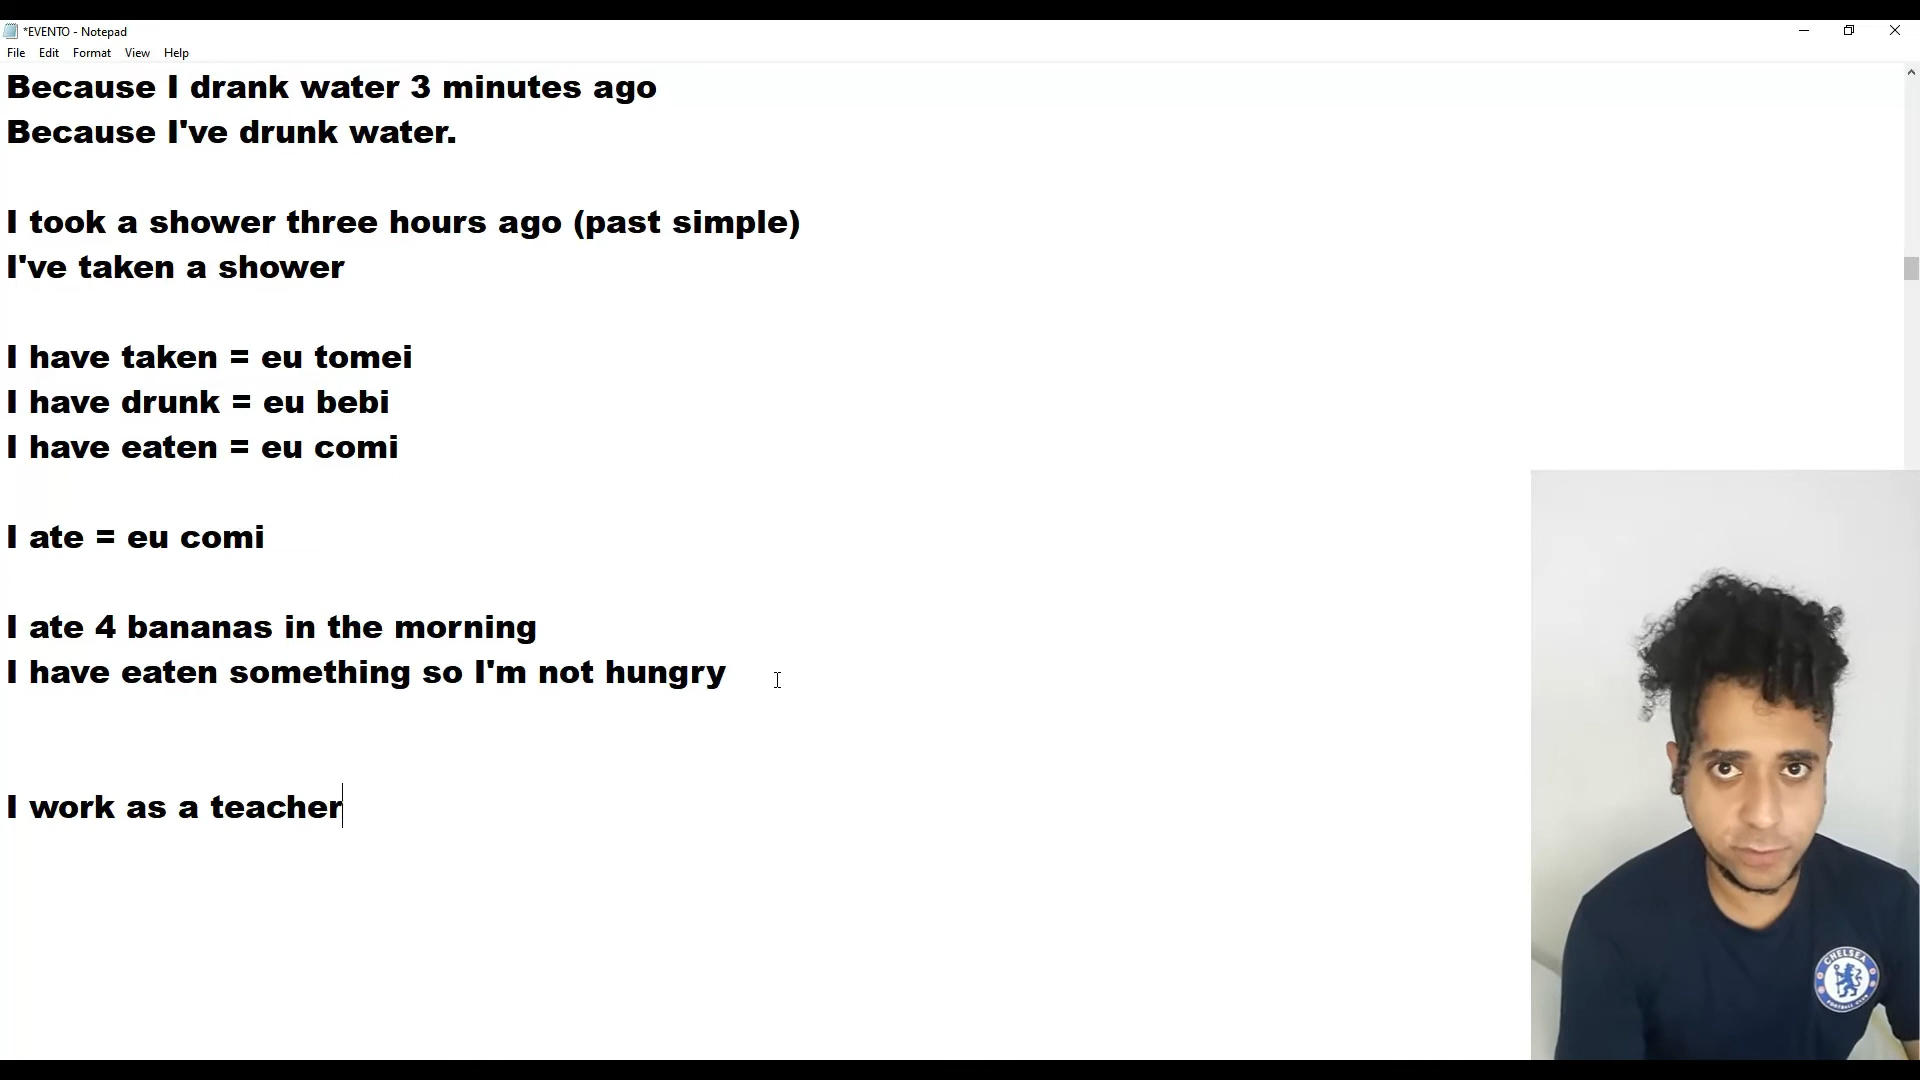 *EVENTO - Notepad
File Edit Format View Help
Because I drank water 3 minutes ago
Because I've drunk water.
I took a shower three hours ago (past simple)
I've taken a shower
I have taken = eu tomei
I have drunk = eu bebi
I have eaten = eu comi
I ate = eu comi
I ate 4 bananas in the morning
I have eaten something so I'm not hungry
I work as a teacher
CHELSEA
FOOTBALL CLUB